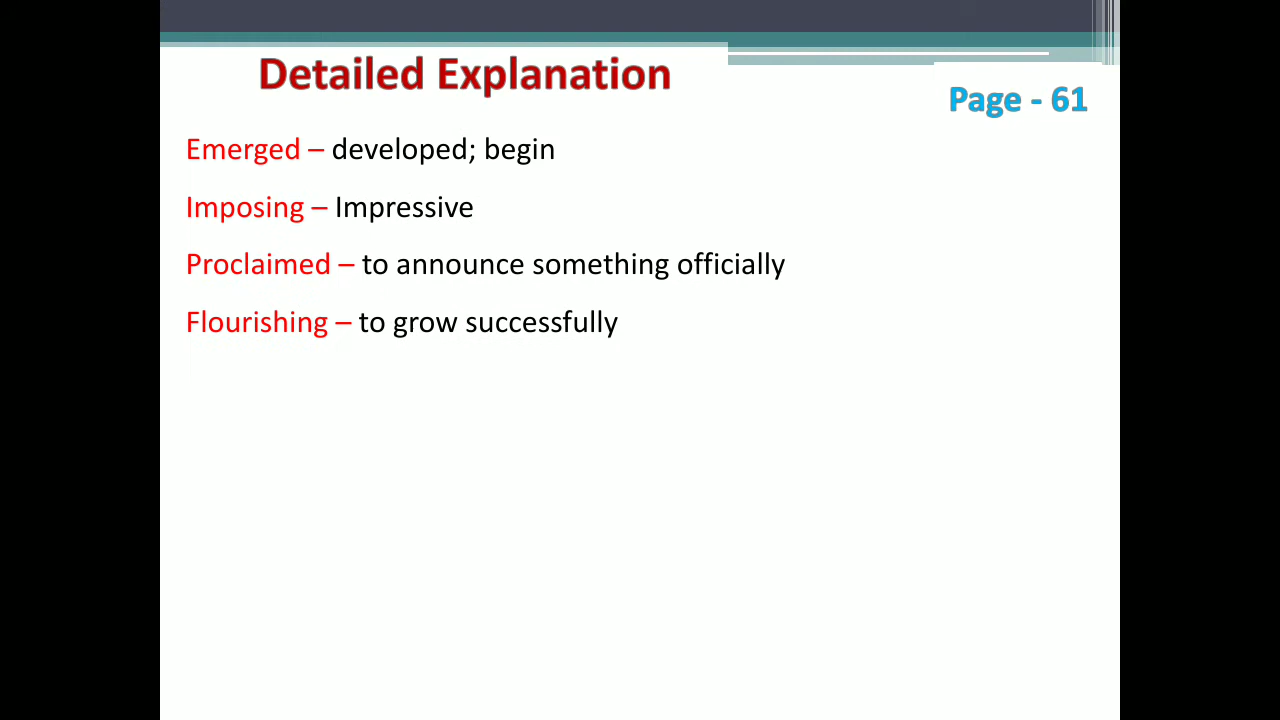 Detailed Explanation
Page - 61
Emerged – developed; begin
Imposing – Impressive
Proclaimed – to announce something officially
Flourishing – to grow successfully